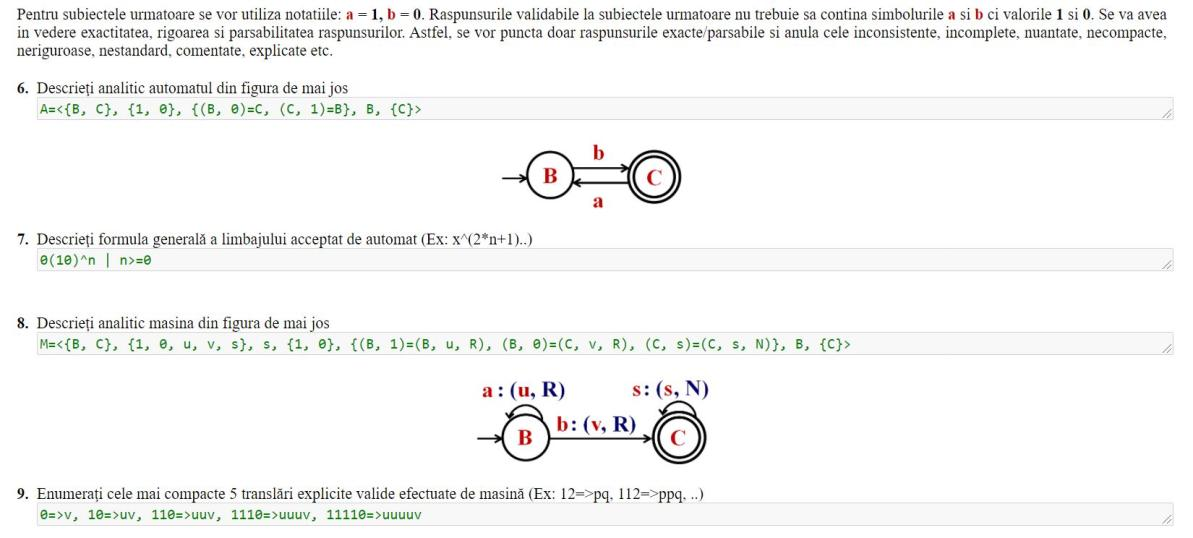 Pentru subiectele urmatoare se vor utiliza notatiile: a = 1, b = 0. Raspunsurile validabile la subiectele urmatoare nu trebuie sa contina simbolurile a si b ci valorile 1 si 0. Se va avea
in vedere exactitatea, rigoarea si parsabilitatea raspunsurilor. Astfel, se vor puncta doar raspunsurile exacte/parsabile si anula cele inconsistente, incomplete, nuantate, necompacte,
neriguroase, nestandard, comentate, explicate etc.
6. Descrieți analitic automatul din figura de mai jos
A=<{B, C}, {1, 0}, {(B, 0)=C, (C, 1)=B}, B, {C}>
b
B C
a
7. Descrieți formula generală a limbajului acceptat de automat (Ex: x^(2*n+1)..)
0(10)^n | n>=0
8. Descrieți analitic masina din figura de mai jos
M=<{B, C}, {1, 0, u, v, s}, s, {1, 0}, {(B, 1)=(B, u, R), (B, 0)=(C, v, R), (C, s)=(C, s, N)}, B, {C}>
a : (u, R) s: (s, N)
b: (v, R)
B C
9. Enumerați cele mai compacte 5 translări explicite valide efectuate de masină (Ex: 12=>pq, 112=>ppq, ..)
0=>v, 10=>uv, 110=>uuv, 1110=>uuuv, 11110=>uuuuv